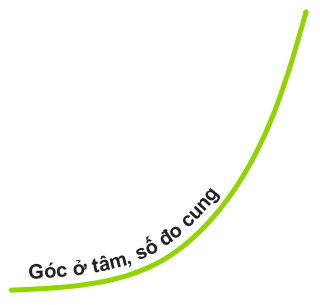 Góc ở tâm, số đo cung